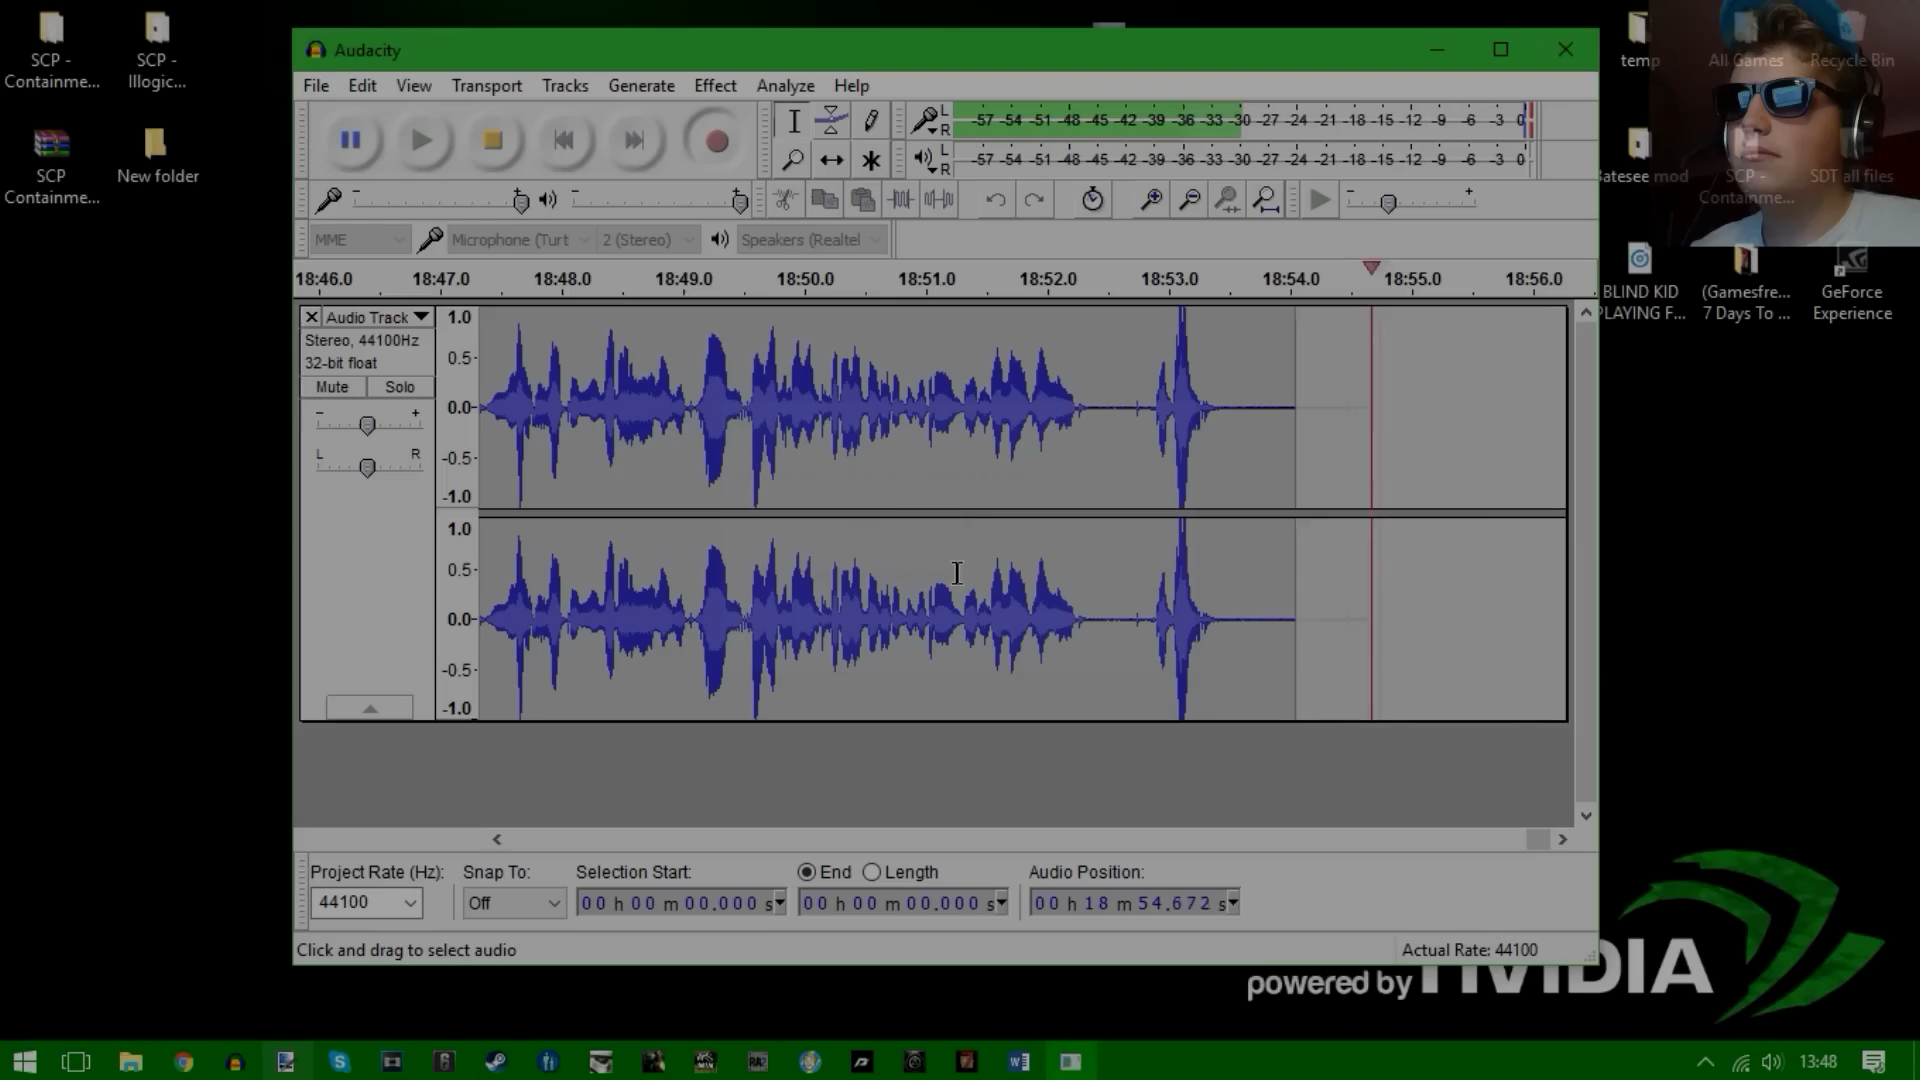 SCP -
Containme...
SCP -
Illogic...
SCP
Containme...
New folder
Audacity
File Edit View Transport Tracks Generate Effect Analyze Help
L
R
-57 -54 -51 -48 -45 -42 -39 -36 -33 -30 -27 -24 -21 -18 -15 -12 -9 -6 -3 0
L
R
-57 -54 -51 -48 -45 -42 -39 -36 -33 -30 -27 -24 -21 -18 -15 -12 -9 -6 -3 0
MME Microphone (Turt 2 (Stereo) Speakers (Realtel
18:46.0 18:47.0 18:48.0 18:49.0 18:50.0 18:51.0 18:52.0 18:53.0 18:54.0 18:55.0 18:56.0
Audio Track
Stereo, 44100Hz
32-bit float
Mute Solo
- +
L R
1.0
0.5-
0.0-
-0.5-
-1.0
1.0
0.5-
0.0-
-0.5-
-1.0
Project Rate (Hz): Snap To: Selection Start: End Length Audio Position:
44100 Off 00 h 00 m 00.000 s 00 h 00 m 00.000 s 00 h 18 m 54.672 s
Click and drag to select audio
Actual Rate: 44100
temp
All Games
Recycle Bin
Batesee mod
SCP -
Containme...
SDT all files
BLIND KID
PLAYING F...
(Gamesfre...
7 Days To ...
GeForce
Experience
powered by NVIDIA
13:48